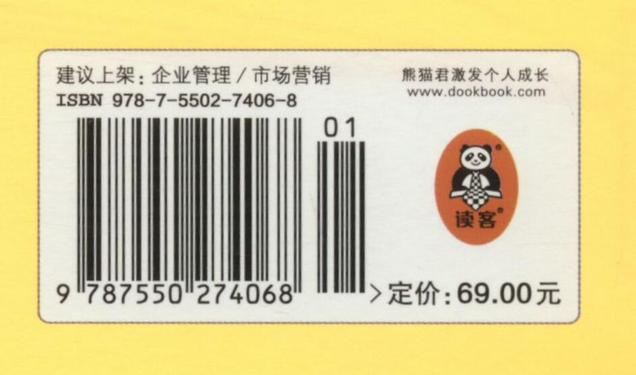 建议上架：企业管理/市场营销
ISBN 978-7-5502-7406-8
熊猫君激发个人成长
www.dookbook.com
01
读客
9 787550 274068 >
定价：69.00元